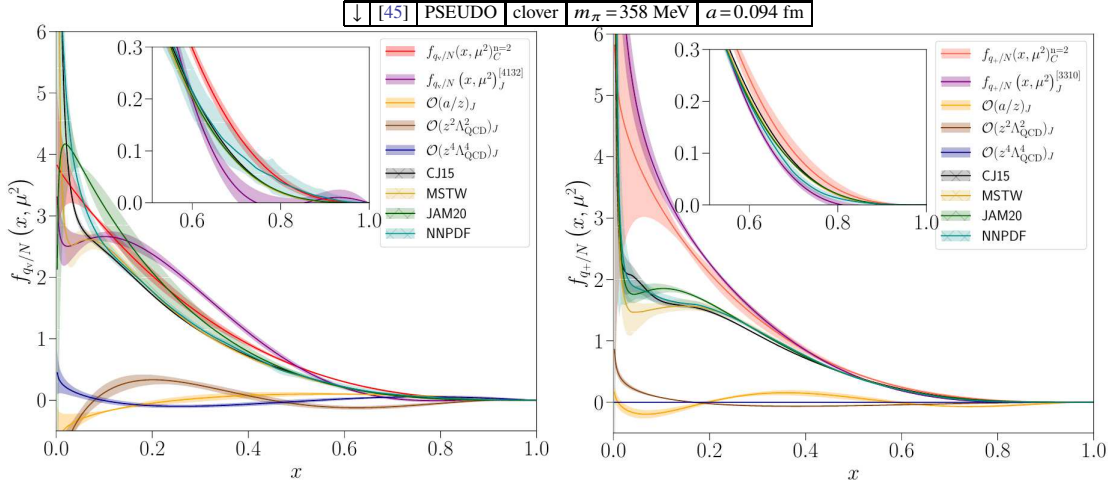 ↓ [45] PSEUDO clover m_π = 358 MeV a = 0.094 fm
f_{q_v/N}(x, μ²)
6
5
4
3
2
1
0
0.0 0.2 0.4 0.6 0.8 1.0
x
0.3
0.2
0.1
0.0
0.6 0.8 1.0
f_{q_v/N}(x, μ²)_C^{n=2}
f_{q_v/N}(x, μ²)_J^{[4132]}
𝒪(a/z)_J
𝒪(z²Λ²_QCD)_J
𝒪(z⁴Λ⁴_QCD)_J
CJ15
MSTW
JAM20
NNPDF
f_{q_+/N}(x, μ²)
6
5
4
3
2
1
0
0.0 0.2 0.4 0.6 0.8 1.0
x
0.3
0.2
0.1
0.0
0.6 0.8 1.0
f_{q_+/N}(x, μ²)_C^{n=2}
f_{q_+/N}(x, μ²)_J^{[3310]}
𝒪(a/z)_J
𝒪(z²Λ²_QCD)_J
𝒪(z⁴Λ⁴_QCD)_J
CJ15
MSTW
JAM20
NNPDF